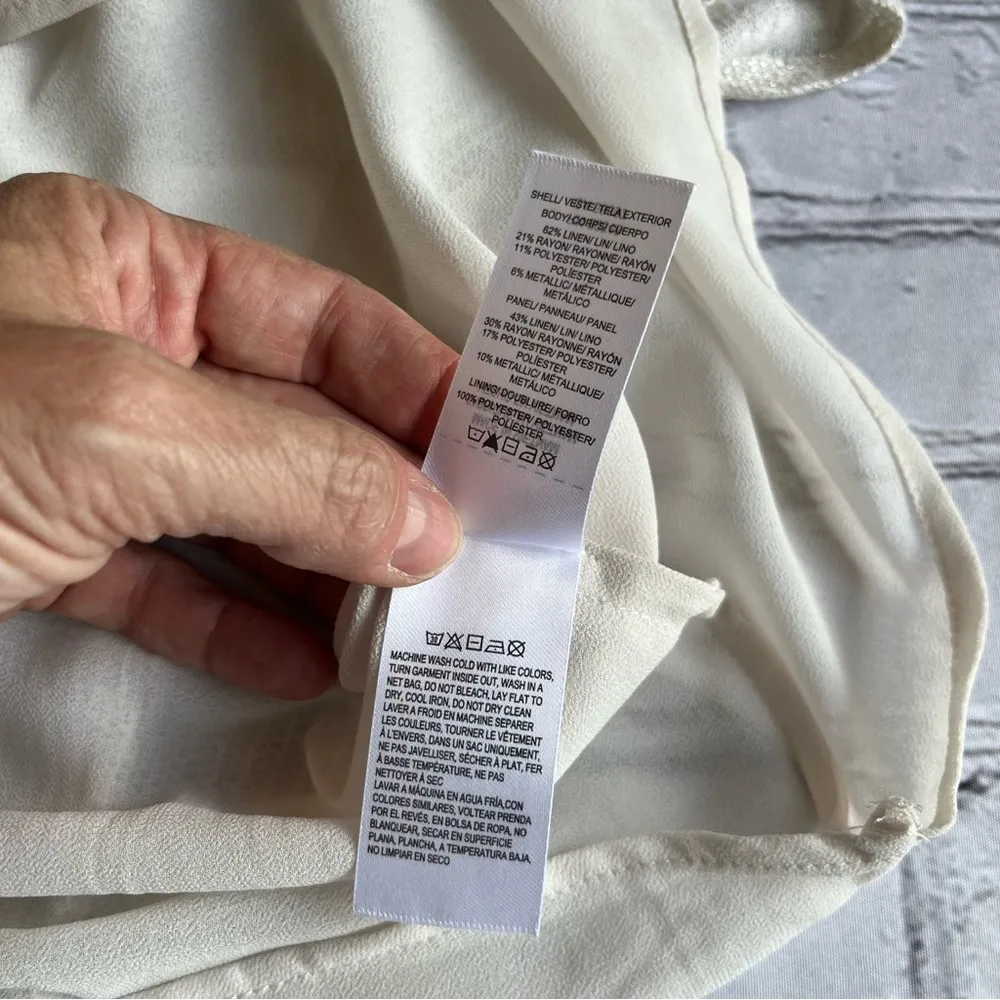 SHELL/ VESTE/ TELA EXTERIOR
BODY/ CORPS/ CUERPO
62% LINEN/ LIN/ LINO
21% RAYON/ RAYONNE/ RAYÓN
11% POLYESTER/ POLYESTER/
POLÍESTER
6% METALLIC/ MÉTALLIQUE/
METÁLICO
PANEL/ PANNEAU/ PANEL
43% LINEN/ LIN/ LINO
30% RAYON/ RAYONNE/ RAYÓN
17% POLYESTER/ POLYESTER/
POLÍESTER
10% METALLIC/ MÉTALLIQUE/
METÁLICO
LINING/ DOUBLURE/ FORRO
100% POLYESTER/ POLYESTER/
POLÍESTER
MACHINE WASH COLD WITH LIKE COLORS,
TURN GARMENT INSIDE OUT, WASH IN A
NET BAG, DO NOT BLEACH, LAY FLAT TO
DRY, COOL IRON, DO NOT DRY CLEAN
LAVER A FROID EN MACHINE SEPARER
LES COULEURS, TOURNER LE VÊTEMENT
À L'ENVERS, DANS UN SAC UNIQUEMENT,
NE PAS JAVELLISER, SÉCHER À PLAT, FER
À BASSE TEMPÉRATURE, NE PAS
NETTOYER À SEC
LAVAR A MÁQUINA EN AGUA FRÍA,CON
COLORES SIMILARES, VOLTEAR PRENDA
POR EL REVÉS, EN BOLSA DE ROPA, NO
BLANQUEAR, SECAR EN SUPERFICIE
PLANA, PLANCHA, A TEMPERATURA BAJA,
NO LIMPIAR EN SECO